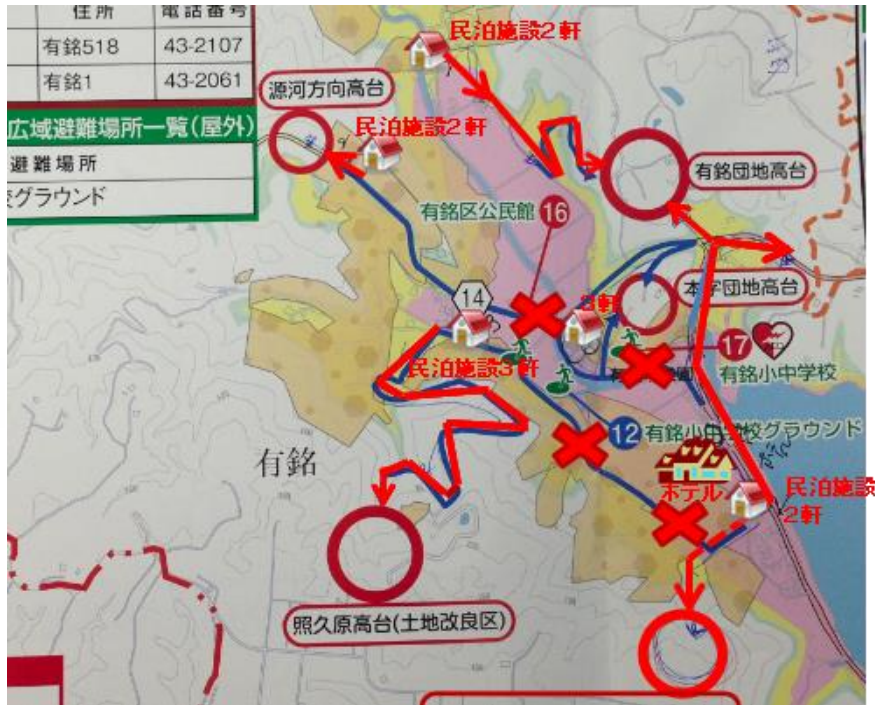 住所 電話番号
有銘518 43-2107
有銘1 43-2061
広域避難場所一覧(屋外)
避難場所
グラウンド
民泊施設2軒
源河方向高台
民泊施設2軒
有銘団地高台
有銘区公民館 16
14
本字団地高台
3軒
17
有銘小中学校
民泊施設3軒
12 有銘小中学校グラウンド
有銘
ホテル
民泊施設
2軒
照久原高台(土地改良区)